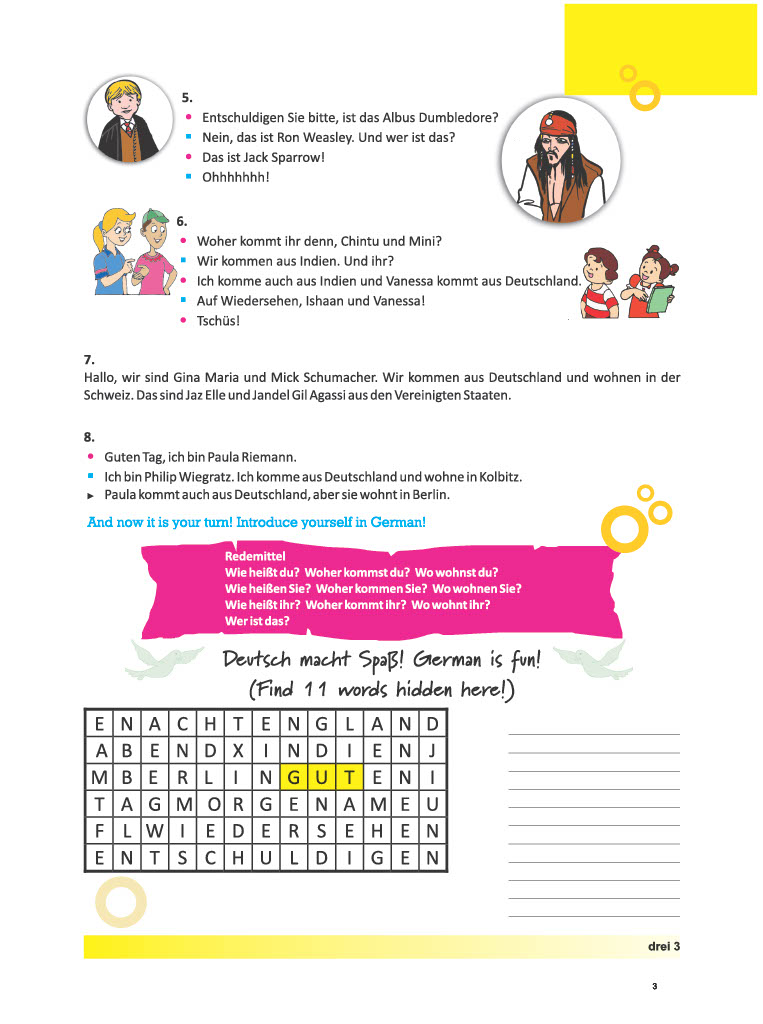 5.
• Entschuldigen Sie bitte, ist das Albus Dumbledore?
▪ Nein, das ist Ron Weasley. Und wer ist das?
• Das ist Jack Sparrow!
▪ Ohhhhhhh!
6.
• Woher kommt ihr denn, Chintu und Mini?
▪ Wir kommen aus Indien. Und ihr?
• Ich komme auch aus Indien und Vanessa kommt aus Deutschland.
▪ Auf Wiedersehen, Ishaan und Vanessa!
• Tschüs!
7.
Hallo, wir sind Gina Maria und Mick Schumacher. Wir kommen aus Deutschland und wohnen in der
Schweiz. Das sind Jaz Elle und Jandel Gil Agassi aus den Vereinigten Staaten.
8.
• Guten Tag, ich bin Paula Riemann.
▪ Ich bin Philip Wiegratz. Ich komme aus Deutschland und wohne in Kolbitz.
► Paula kommt auch aus Deutschland, aber sie wohnt in Berlin.
And now it is your turn! Introduce yourself in German!
Redemittel
Wie heißt du? Woher kommst du? Wo wohnst du?
Wie heißen Sie? Woher kommen Sie? Wo wohnen Sie?
Wie heißt ihr? Woher kommt ihr? Wo wohnt ihr?
Wer ist das?
Deutsch macht Spaß! German is fun!
(Find 11 words hidden here!)
E N A C H T E N G L A N D
A B E N D X I N D I E N J
M B E R L I N G U T E N I
T A G M O R G E N A M E U
F L W I E D E R S E H E N
E N T S C H U L D I G E N
drei 3
3